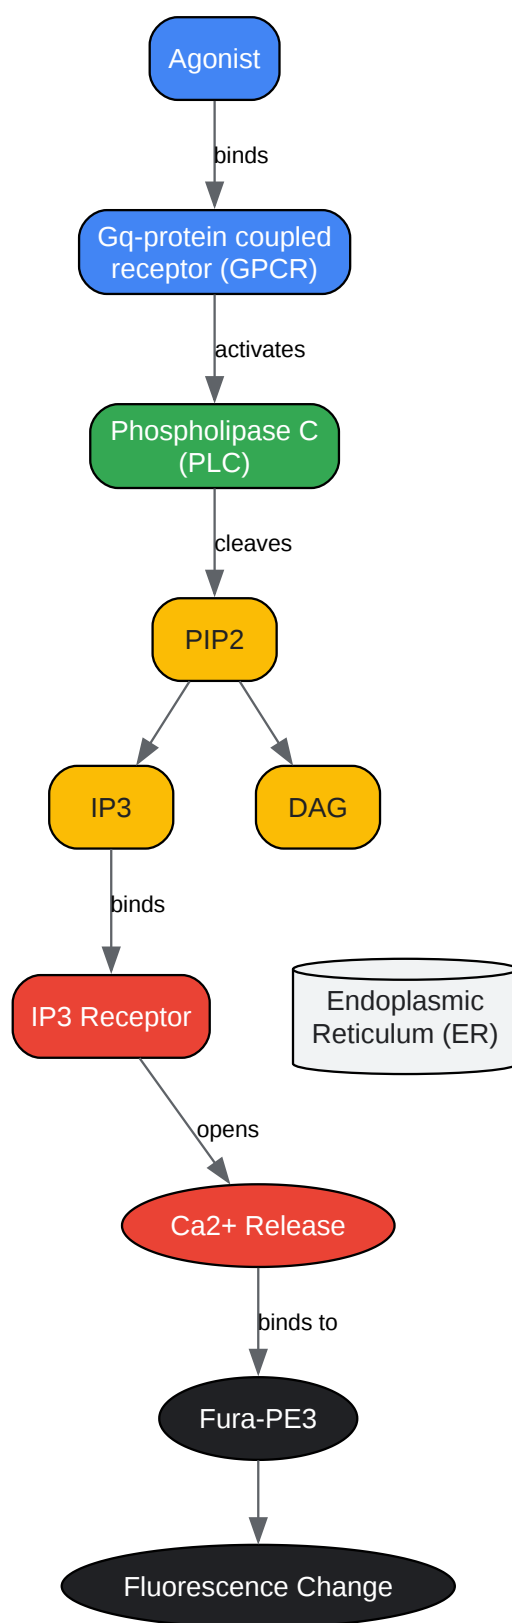 Agonist
binds
Gq-protein coupled
receptor (GPCR)
activates
Phospholipase C
(PLC)
cleaves
PIP2
IP3
DAG
binds
IP3 Receptor
Endoplasmic
Reticulum (ER)
opens
Ca2+ Release
binds to
Fura-PE3
Fluorescence Change